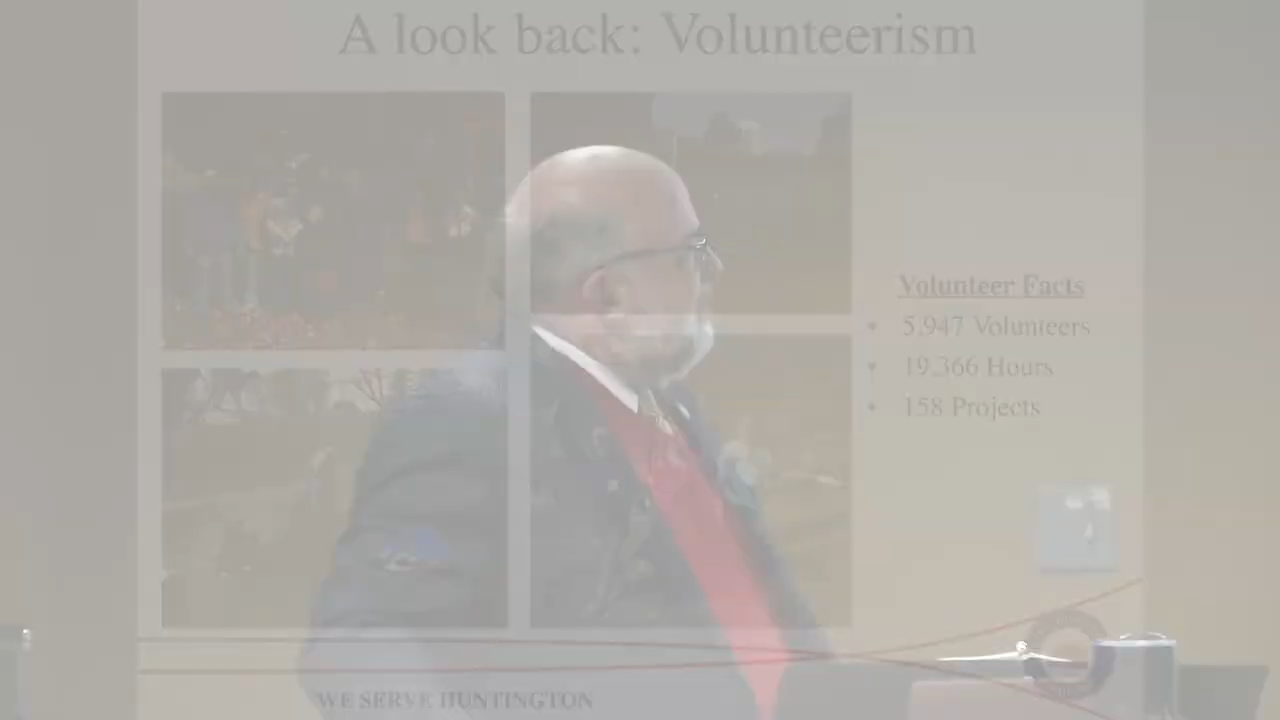 A look back: Volunteerism
Volunteer Facts
• 5,947 Volunteers
• 19,366 Hours
• 158 Projects
WE SERVE HUNTINGTON